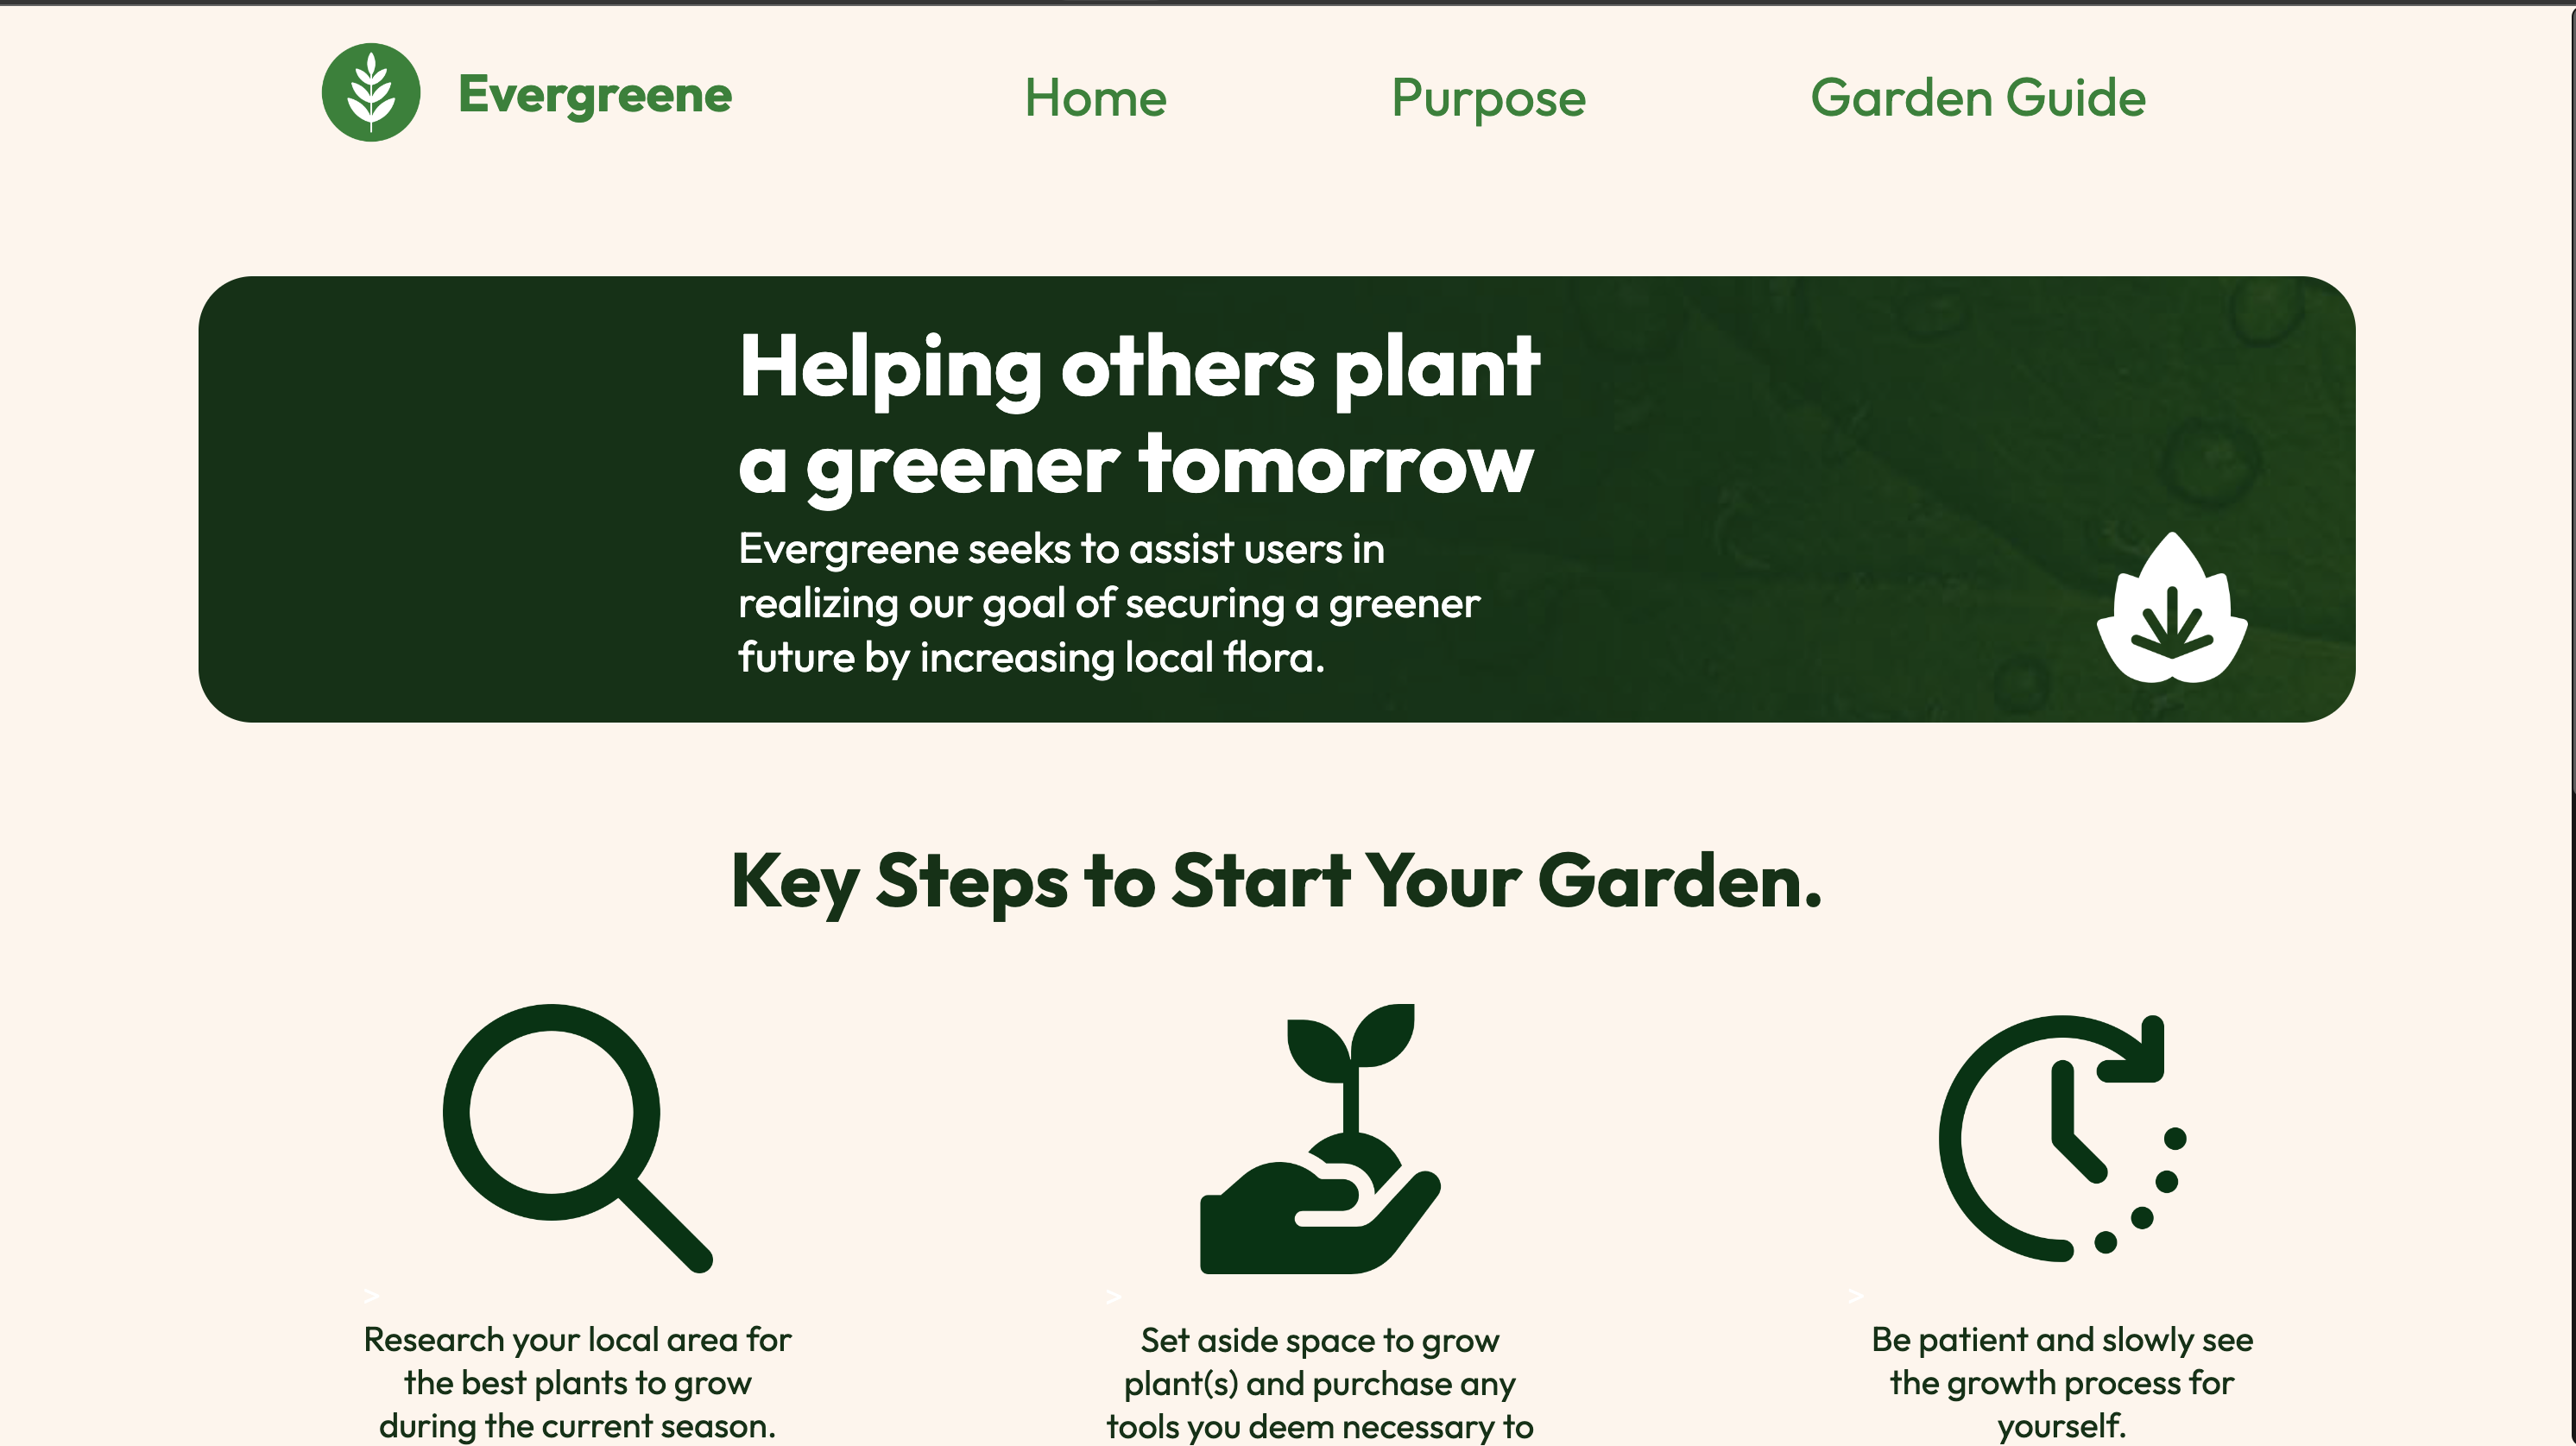 Evergreene
Home
Purpose
Garden Guide
Helping others plant
a greener tomorrow
Evergreene seeks to assist users in
realizing our goal of securing a greener
future by increasing local flora.
Key Steps to Start Your Garden.
>
Research your local area for
the best plants to grow
during the current season.
>
Set aside space to grow
plant(s) and purchase any
tools you deem necessary to
>
Be patient and slowly see
the growth process for
yourself.